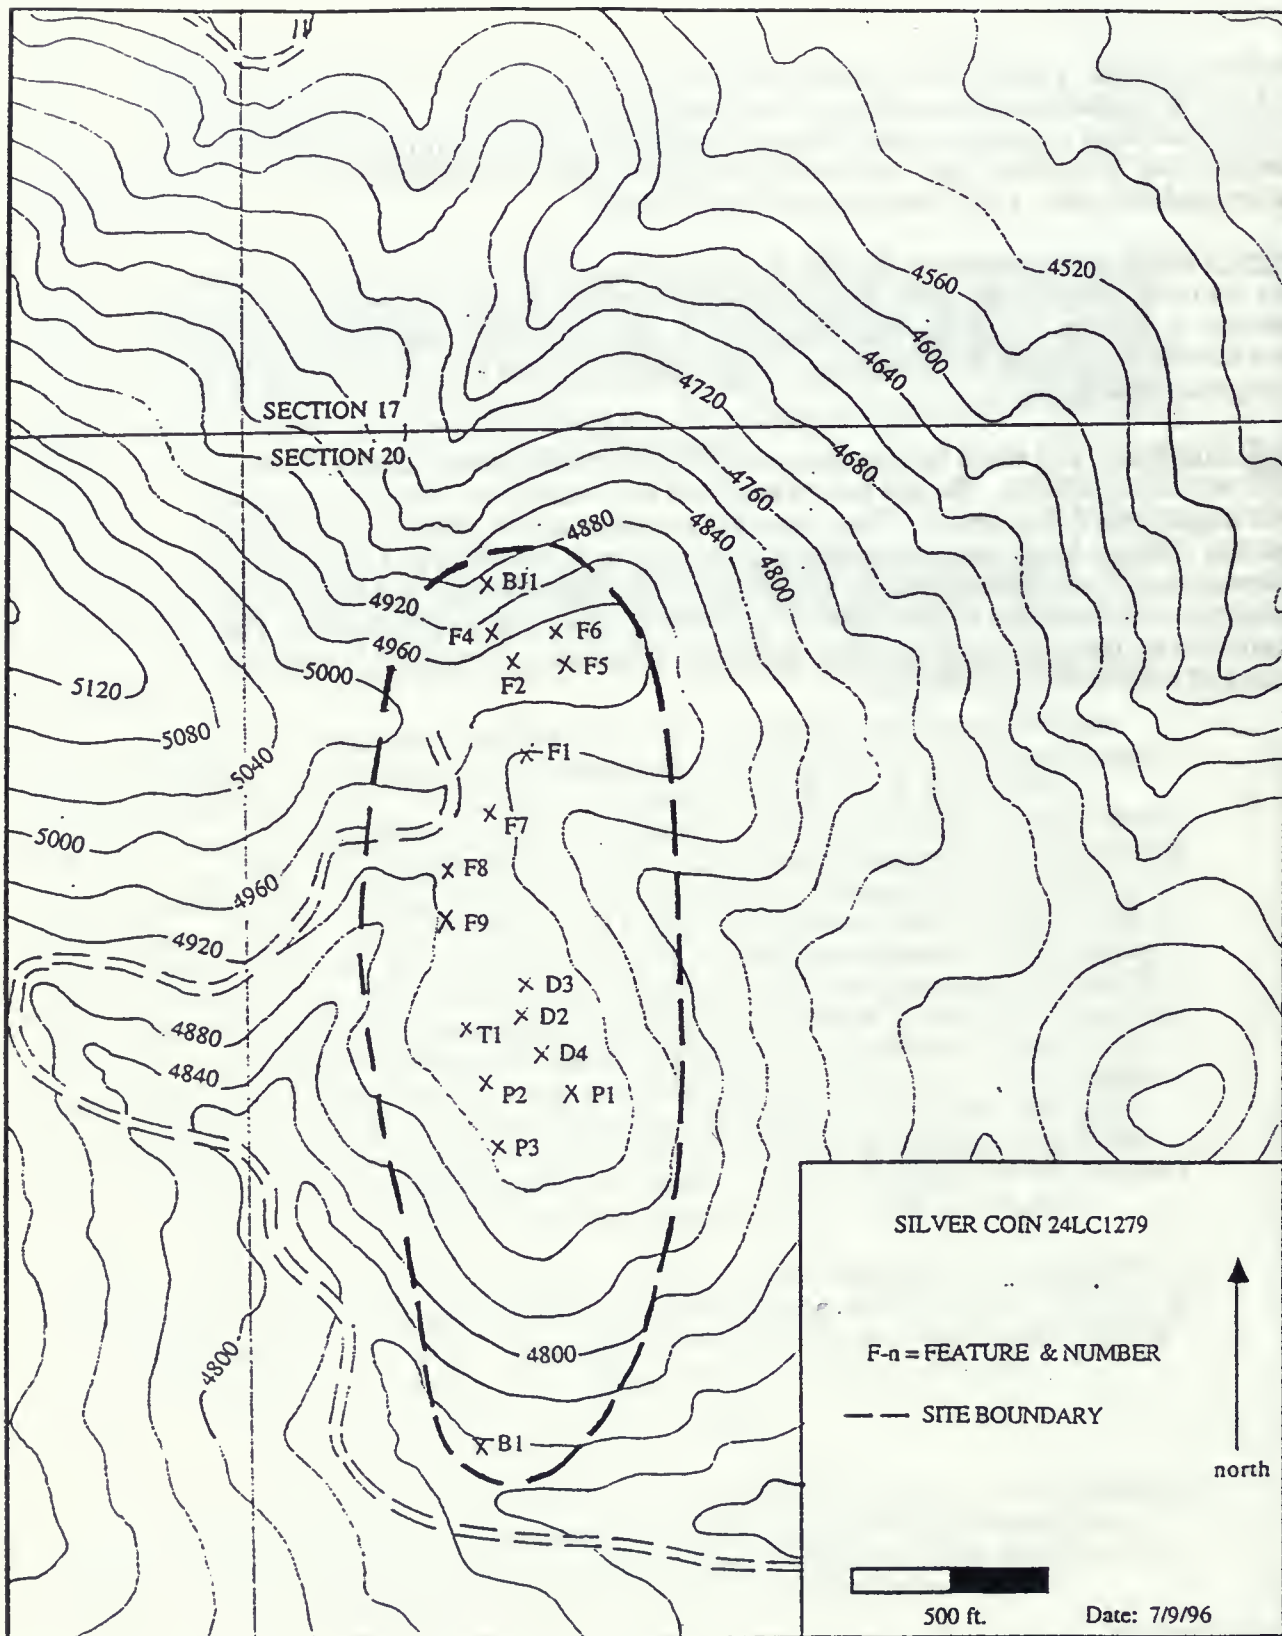 4520
4560
4600
4640
4720
SECTION 17
4680
SECTION 20
4760
4880
4840
4800
BJ1
4920
F4
F6
4960
F2
F5
5000
5120
5080
5040
F1
F7
5000
F8
4960
F9
4920
D3
D2
4880
T1
D4
4840
P2
P1
P3
4800
4800
B1
SILVER COIN 24LC1279
F-n = FEATURE & NUMBER
SITE BOUNDARY
north
500 ft.
Date: 7/9/96